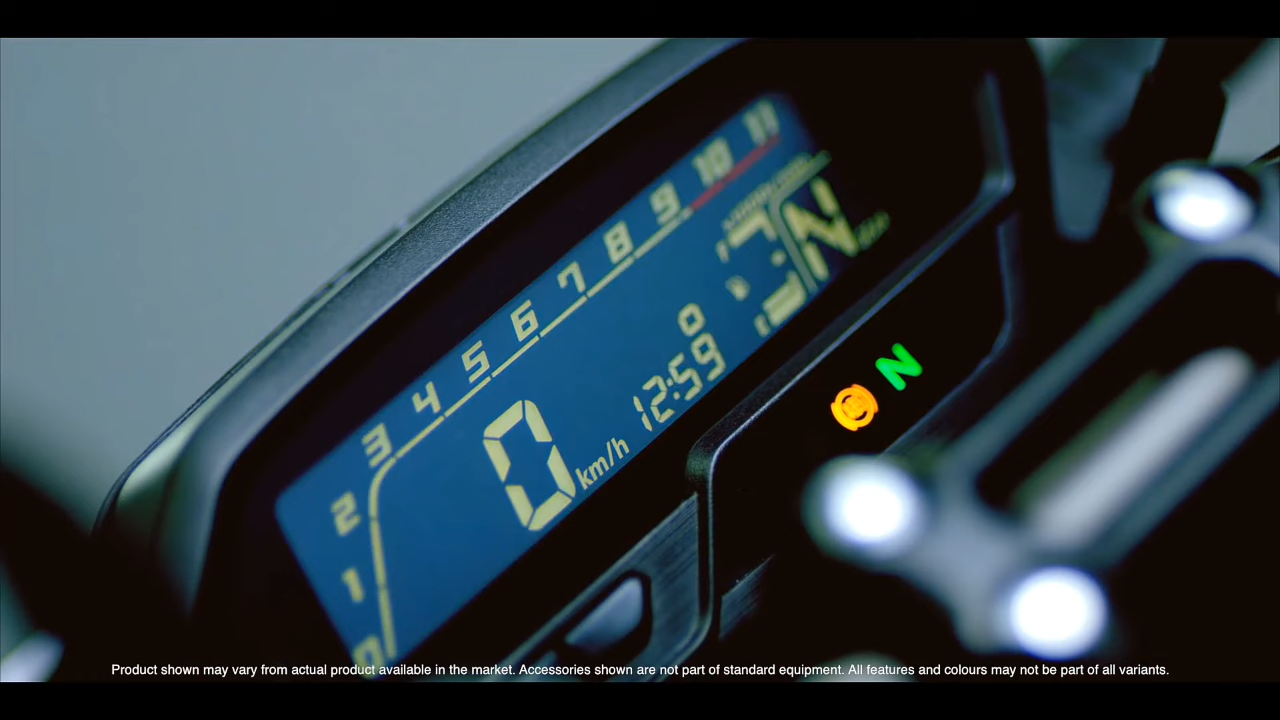 0 1 2 3 4 5 6 7 8 9 10 11
0 km/h
12:59 0
N
N
Product shown may vary from actual product available in the market. Accessories shown are not part of standard equipment. All features and colours may not be part of all variants.